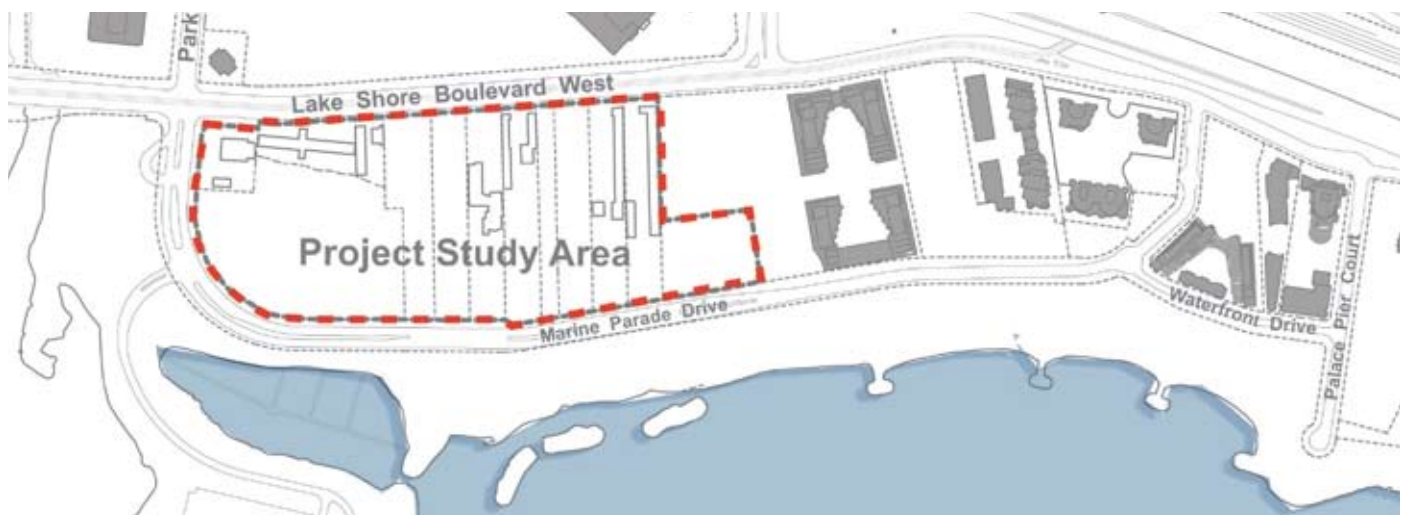 Park
Lake Shore Boulevard West
Project Study Area
Marine Parade Drive
Waterfront Drive
Palace Pier Court